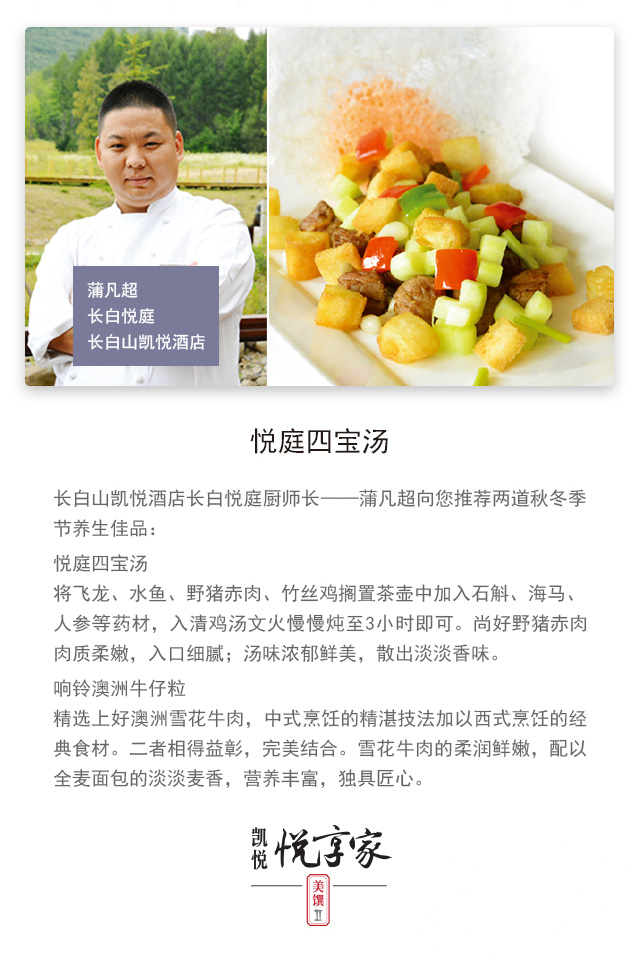 蒲凡超
长白悦庭
长白山凯悦酒店
悦庭四宝汤
长白山凯悦酒店长白悦庭厨师长——蒲凡超向您推荐两道秋冬季
节养生佳品：
悦庭四宝汤
将飞龙、水鱼、野猪赤肉、竹丝鸡搁置茶壶中加入石斛、海马、
人参等药材，入清鸡汤文火慢慢炖至3小时即可。尚好野猪赤肉
肉质柔嫩，入口细腻；汤味浓郁鲜美，散出淡淡香味。
响铃澳洲牛仔粒
精选上好澳洲雪花牛肉，中式烹饪的精湛技法加以西式烹饪的经
典食材。二者相得益彰，完美结合。雪花牛肉的柔润鲜嫩，配以
全麦面包的淡淡麦香，营养丰富，独具匠心。
凯悦 悦享家
美馔